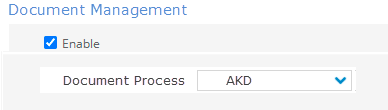 Document Management
Enable
Document Process AKD